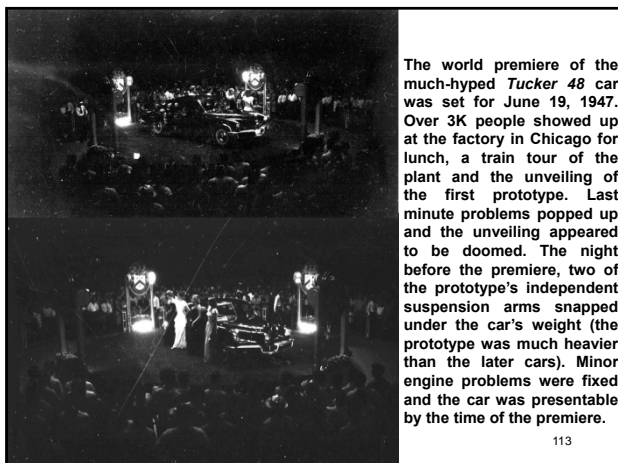 The world premiere of the
much-hyped Tucker 48 car
was set for June 19, 1947.
Over 3K people showed up
at the factory in Chicago for
lunch, a train tour of the
plant and the unveiling of
the first prototype. Last
minute problems popped up
and the unveiling appeared
to be doomed. The night
before the premiere, two of
the prototype’s independent
suspension arms snapped
under the car’s weight (the
prototype was much heavier
than the later cars). Minor
engine problems were fixed
and the car was presentable
by the time of the premiere.
113